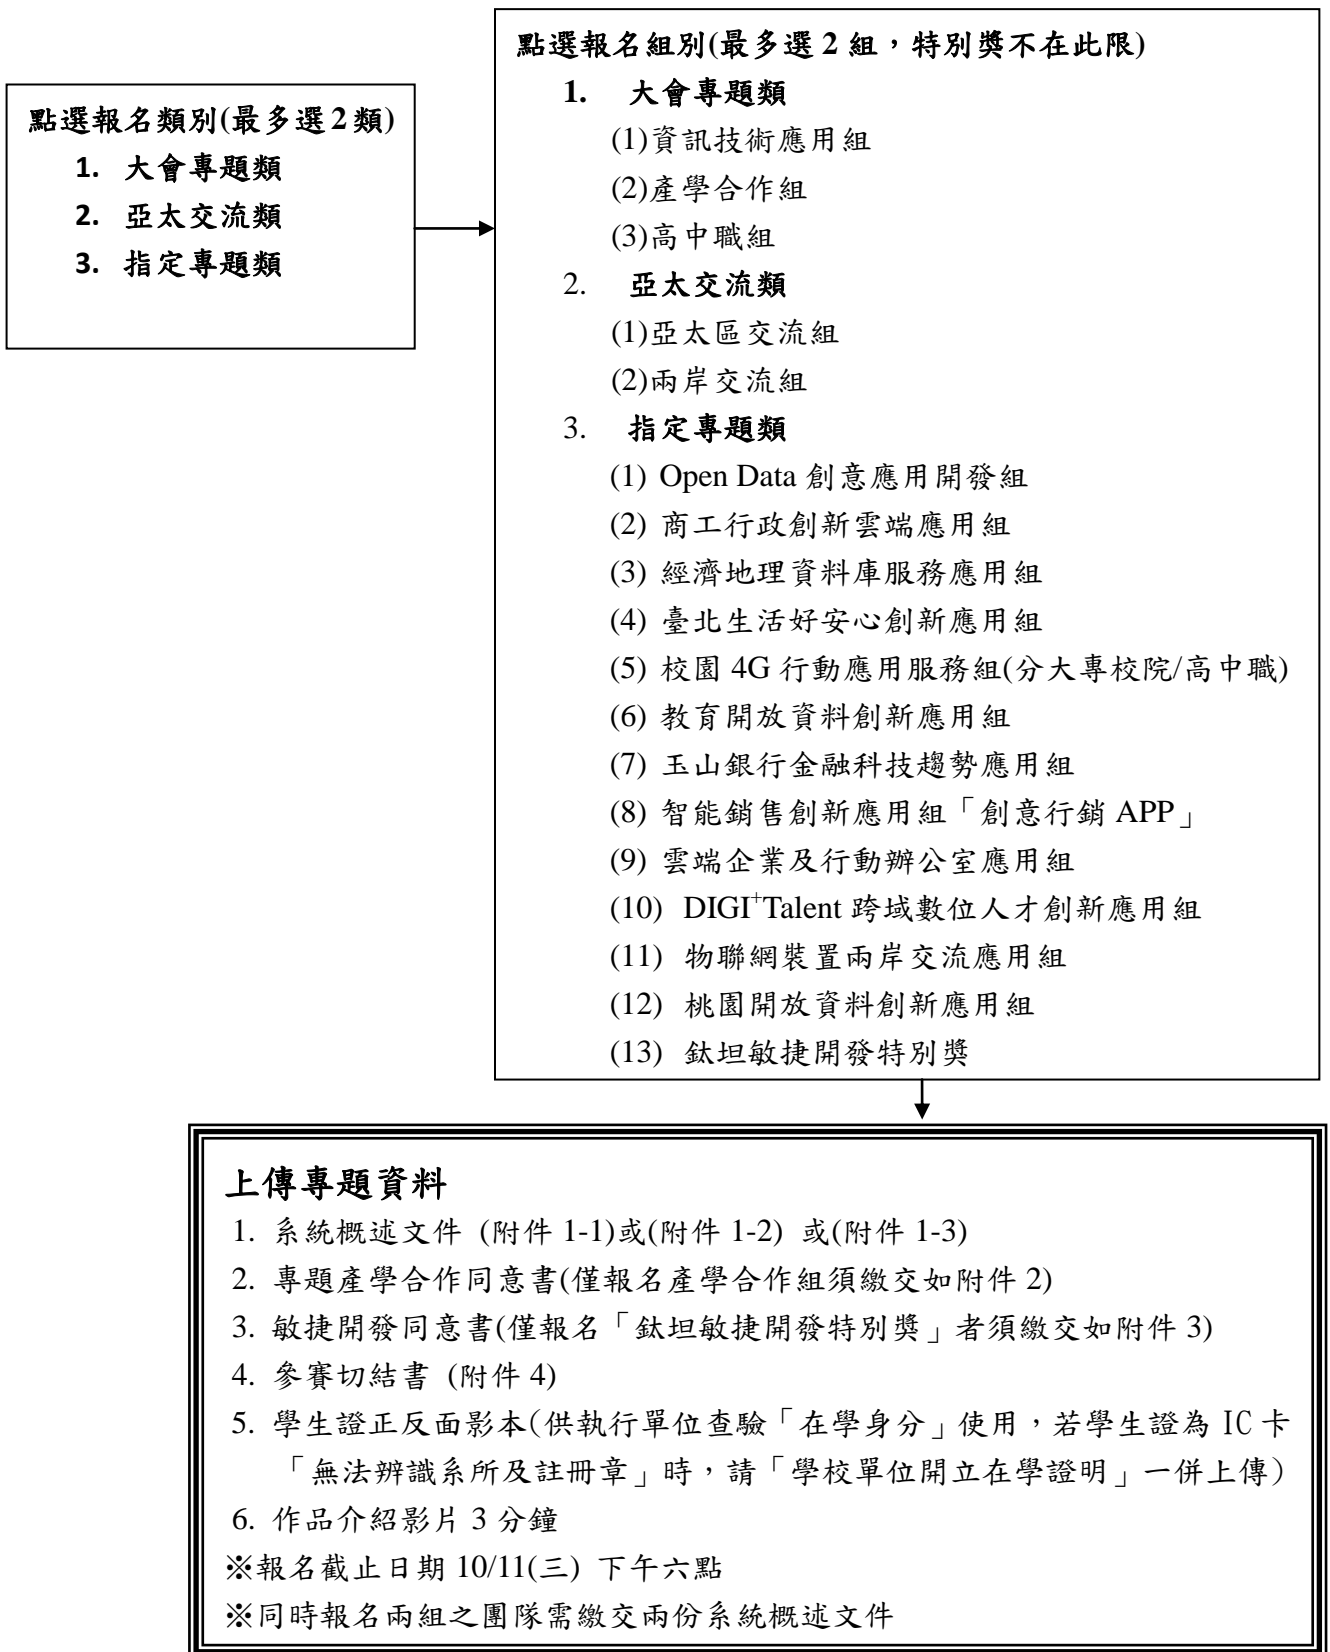 點選報名類別(最多選2類)
1. 大會專題類
2. 亞太交流類
3. 指定專題類
點選報名組別(最多選2組，特別獎不在此限)
1. 大會專題類
(1)資訊技術應用組
(2)產學合作組
(3)高中職組
2. 亞太交流類
(1)亞太區交流組
(2)兩岸交流組
3. 指定專題類
(1) Open Data 創意應用開發組
(2) 商工行政創新雲端應用組
(3) 經濟地理資料庫服務應用組
(4) 臺北生活好安心創新應用組
(5) 校園 4G 行動應用服務組(分大專校院/高中職)
(6) 教育開放資料創新應用組
(7) 玉山銀行金融科技趨勢應用組
(8) 智能銷售創新應用組「創意行銷 APP」
(9) 雲端企業及行動辦公室應用組
(10) DIGI⁺Talent 跨域數位人才創新應用組
(11) 物聯網裝置兩岸交流應用組
(12) 桃園開放資料創新應用組
(13) 鈦坦敏捷開發特別獎
上傳專題資料
1. 系統概述文件 (附件 1-1)或(附件 1-2) 或(附件 1-3)
2. 專題產學合作同意書(僅報名產學合作組須繳交如附件 2)
3. 敏捷開發同意書(僅報名「鈦坦敏捷開發特別獎」者須繳交如附件 3)
4. 參賽切結書 (附件 4)
5. 學生證正反面影本(供執行單位查驗「在學身分」使用，若學生證為 IC 卡
「無法辨識系所及註冊章」時，請「學校單位開立在學證明」一併上傳)
6. 作品介紹影片 3 分鐘
※報名截止日期 10/11(三) 下午六點
※同時報名兩組之團隊需繳交兩份系統概述文件